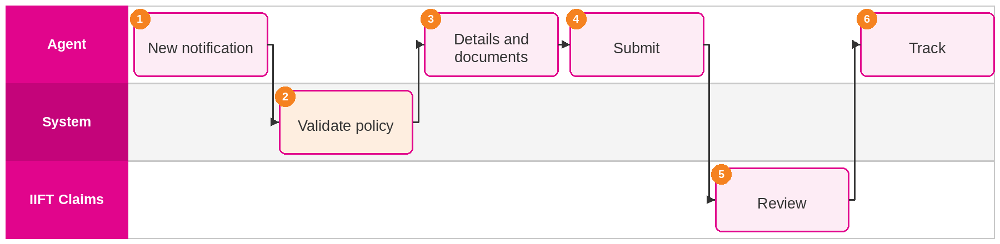 Agent
1
New notification
3
Details and
documents
4
Submit
6
Track
System
2
Validate policy
IIFT Claims
5
Review